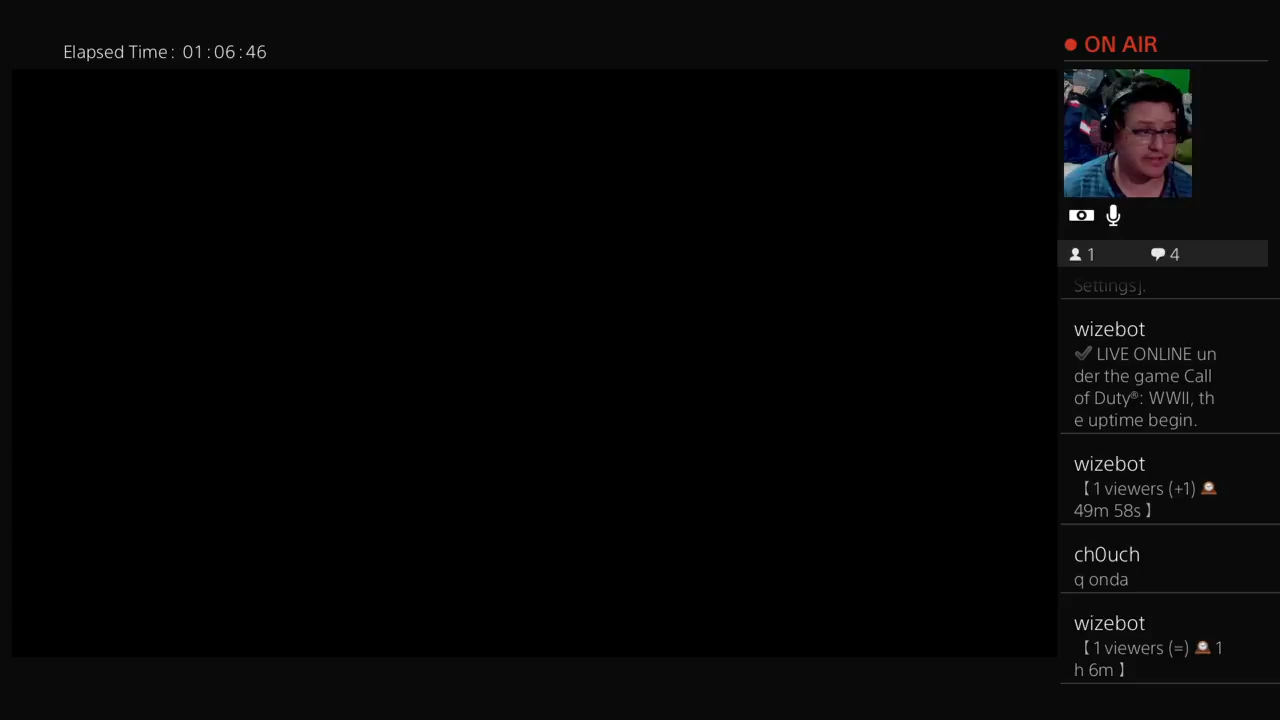 Elapsed Time: 01:06:46
ON AIR
1 4
Settings].
wizebot
✔ LIVE ONLINE un
der the game Call
of Duty®: WWII, th
e uptime begin.
wizebot
【1 viewers (+1) 🕰
49m 58s】
ch0uch
q onda
wizebot
【1 viewers (=) 🕰 1
h 6m】